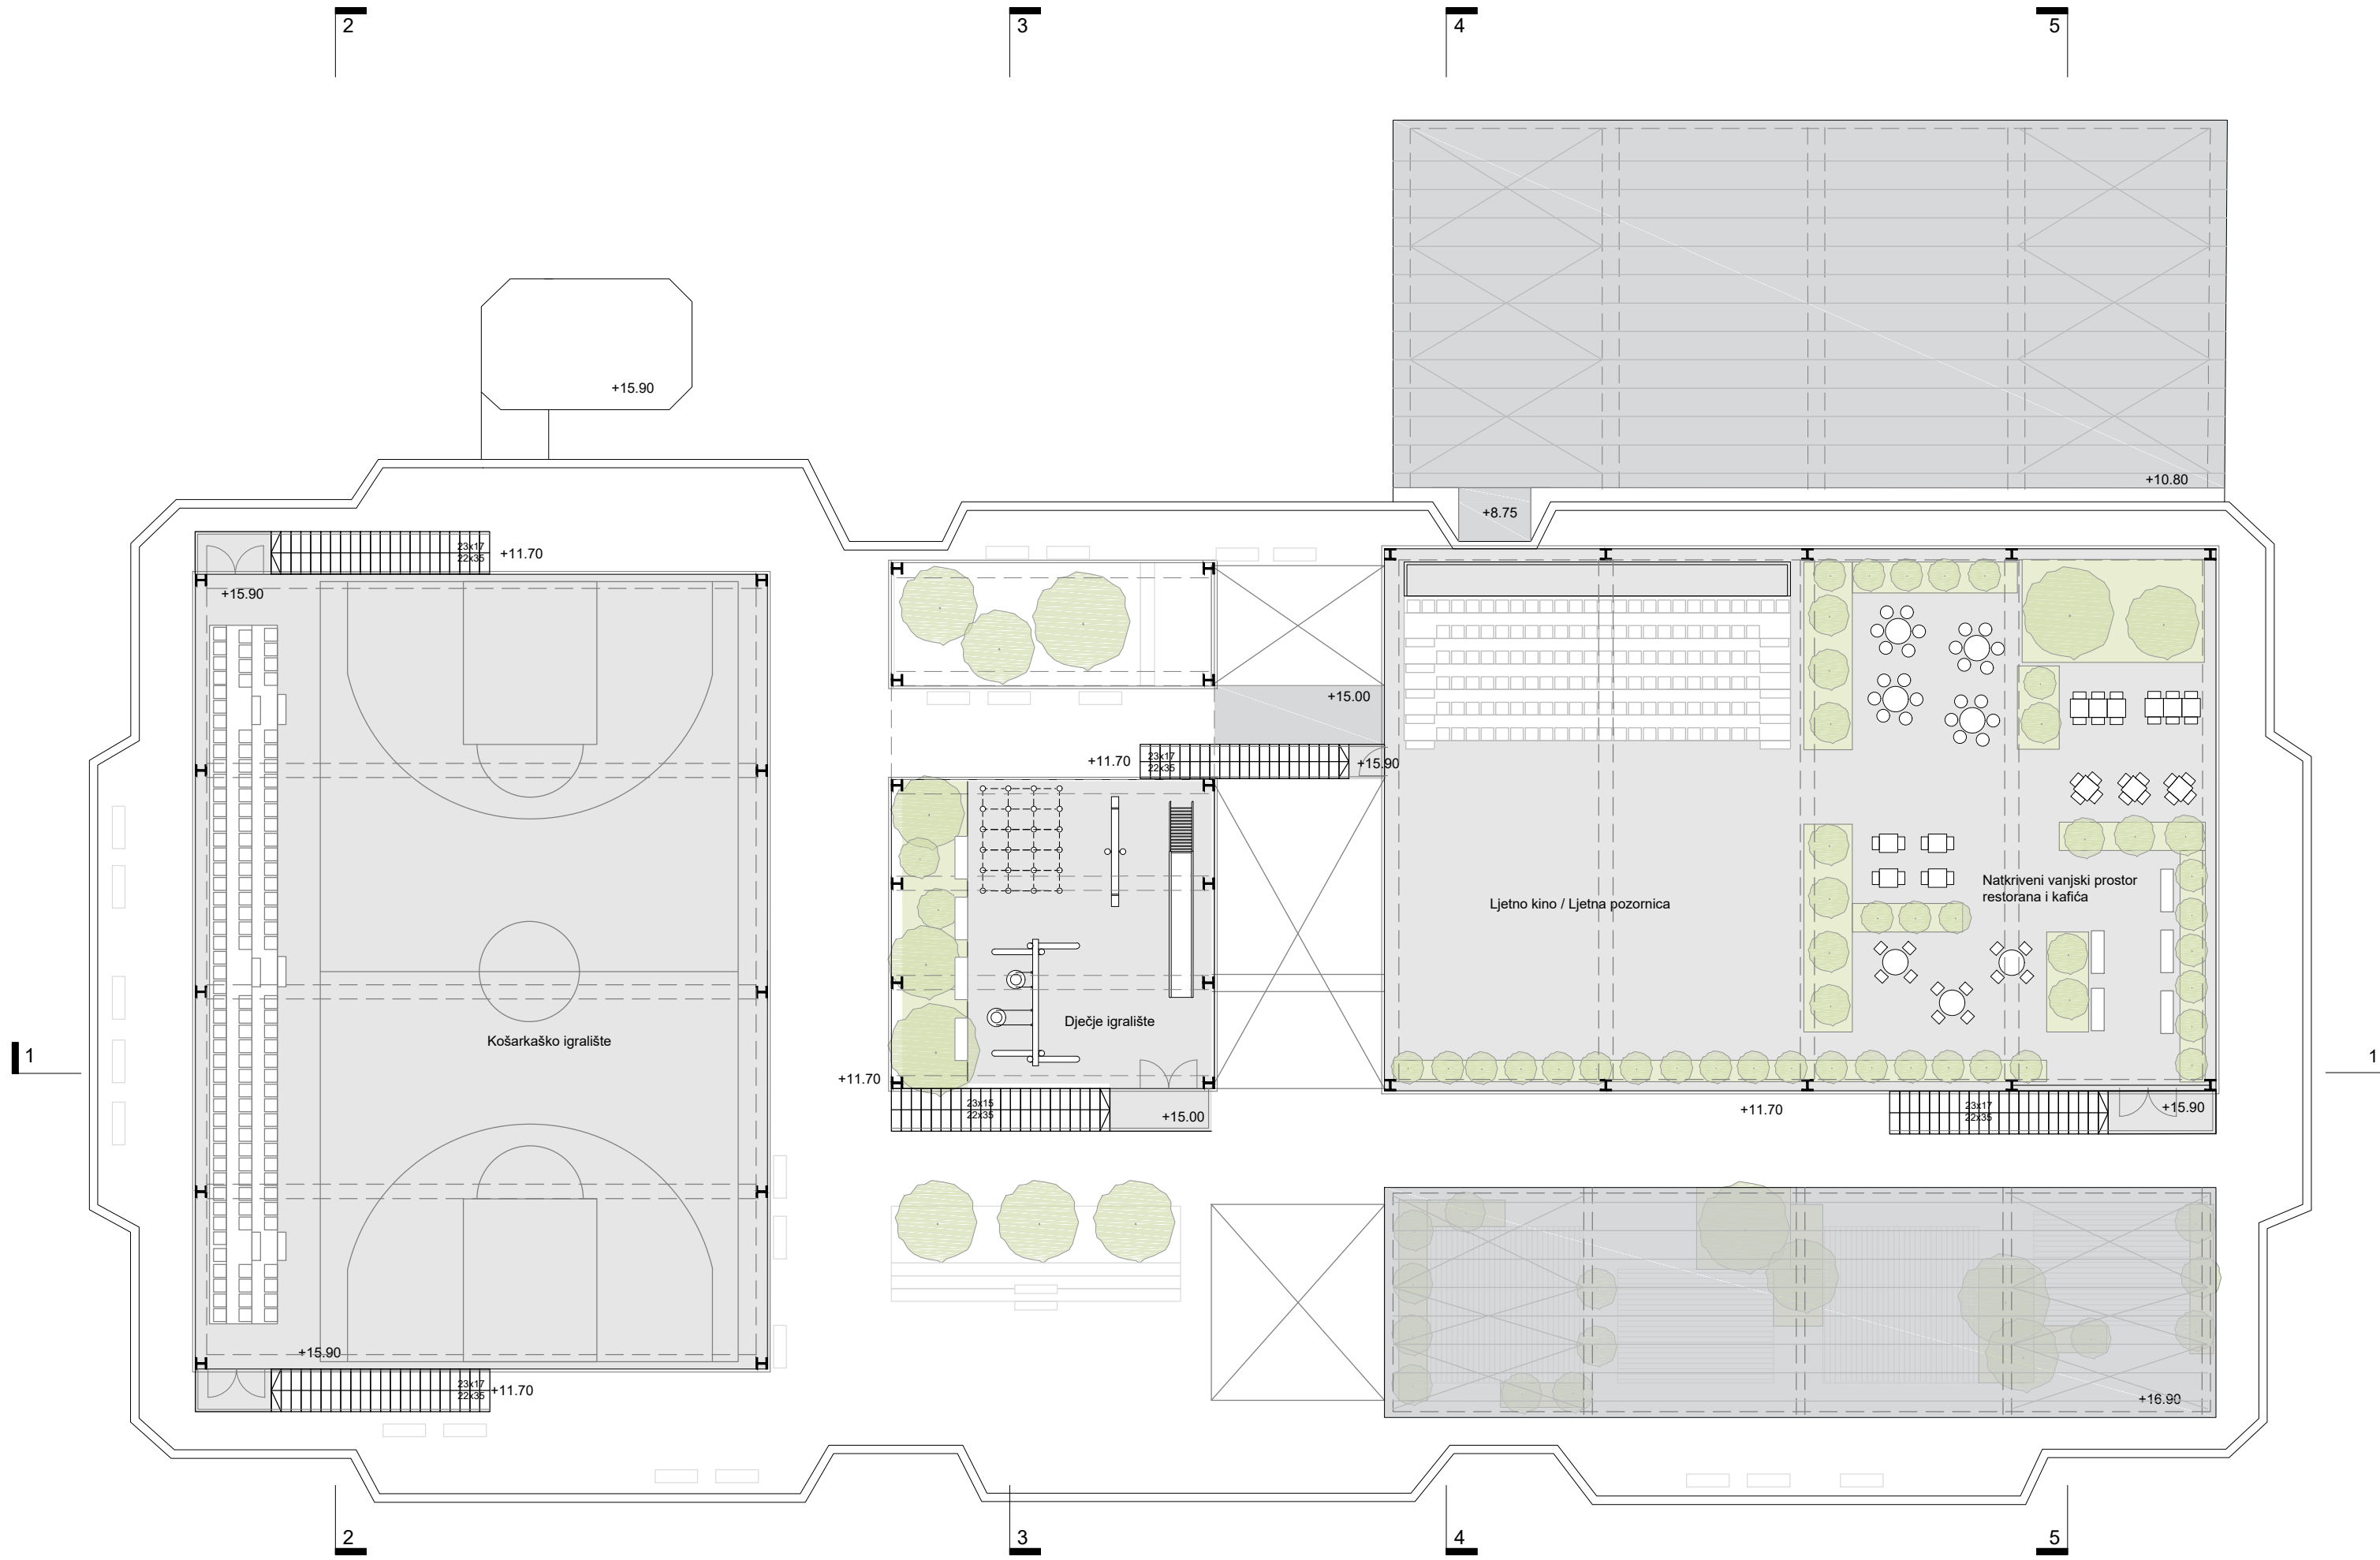 2
3
4
5
+15.90
+10.80
+8.75
23x17
22x35
+11.70
+15.90
+15.00
+11.70
23x17
22x35
+15.90
Natkriveni vanjski prostor
restorana i kafića
Ljetno kino / Ljetna pozornica
Dječje igralište
Košarkaško igralište
1
1
+11.70
23x15
22x35
+15.00
+11.70
23x17
22x35
+15.90
+15.90
23x17
22x35
+11.70
+16.90
2
3
4
5